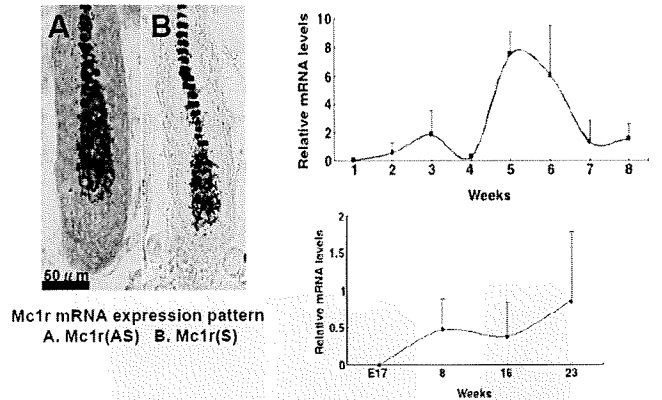 A B
50 μm
Mc1r mRNA expression pattern
A. Mc1r(AS) B. Mc1r(S)
Relative mRNA levels
10
8
6
4
2
0
1 2 3 4 5 6 7 8
Weeks
Relative mRNA levels
2
1.5
1
0.5
0
E17 8 16 23
Weeks